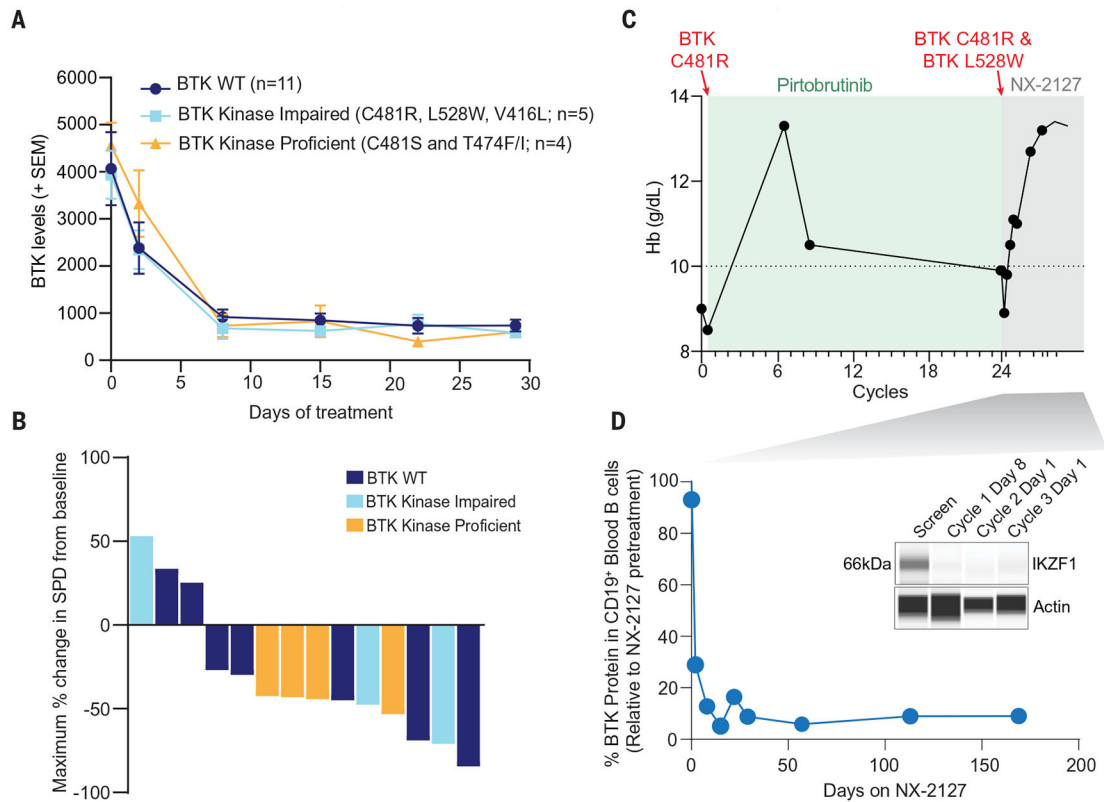 A
BTK levels (+ SEM)
6000
5000
4000
3000
2000
1000
0
BTK WT (n=11)
BTK Kinase Impaired (C481R, L528W, V416L; n=5)
BTK Kinase Proficient (C481S and T474F/I; n=4)
0 5 10 15 20 25 30
Days of treatment
B
Maximum % change in SPD from baseline
100
50
0
-50
-100
BTK WT
BTK Kinase Impaired
BTK Kinase Proficient
C
BTK
C481R
BTK C481R &
BTK L528W
Pirtobrutinib
NX-2127
Hb (g/dL)
14
12
10
8
0 6 12 18 24
Cycles
D
% BTK Protein in CD19+ Blood B cells
(Relative to NX-2127 pretreatment)
100
80
60
40
20
0
Screen
Cycle 1 Day 8
Cycle 2 Day 1
Cycle 3 Day 1
66kDa
IKZF1
Actin
0 50 100 150 200
Days on NX-2127